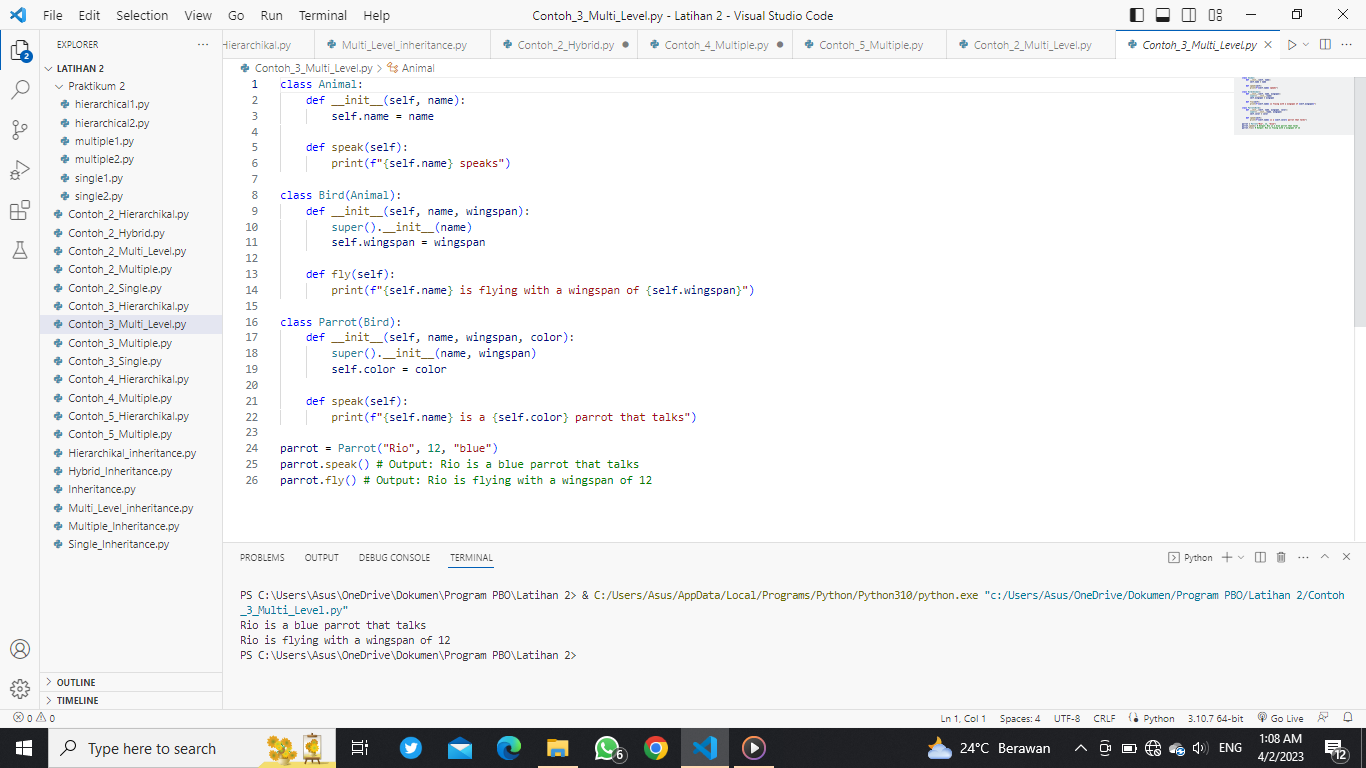 File Edit Selection View Go Run Terminal Help
Contoh_3_Multi_Level.py - Latihan 2 - Visual Studio Code
EXPLORER
LATIHAN 2
Praktikum 2
hierarchical1.py
hierarchical2.py
multiple1.py
multiple2.py
single1.py
single2.py
Contoh_2_Hierarchikal.py
Contoh_2_Hybrid.py
Contoh_2_Multi_Level.py
Contoh_2_Multiple.py
Contoh_2_Single.py
Contoh_3_Hierarchikal.py
Contoh_3_Multi_Level.py
Contoh_3_Multiple.py
Contoh_3_Single.py
Contoh_4_Hierarchikal.py
Contoh_4_Multiple.py
Contoh_5_Hierarchikal.py
Contoh_5_Multiple.py
Hierarchikal_inheritance.py
Hybrid_Inheritance.py
Inheritance.py
Multi_Level_inheritance.py
Multiple_Inheritance.py
Single_Inheritance.py
OUTLINE
TIMELINE
2
Hierarchikal.py Multi_Level_inheritance.py Contoh_2_Hybrid.py Contoh_4_Multiple.py Contoh_5_Multiple.py Contoh_2_Multi_Level.py Contoh_3_Multi_Level.py
Contoh_3_Multi_Level.py > Animal
1 class Animal:
2     def __init__(self, name):
3         self.name = name
4
5     def speak(self):
6         print(f"{self.name} speaks")
7
8 class Bird(Animal):
9     def __init__(self, name, wingspan):
10         super().__init__(name)
11         self.wingspan = wingspan
12
13     def fly(self):
14         print(f"{self.name} is flying with a wingspan of {self.wingspan}")
15
16 class Parrot(Bird):
17     def __init__(self, name, wingspan, color):
18         super().__init__(name, wingspan)
19         self.color = color
20
21     def speak(self):
22         print(f"{self.name} is a {self.color} parrot that talks")
23
24 parrot = Parrot("Rio", 12, "blue")
25 parrot.speak() # Output: Rio is a blue parrot that talks
26 parrot.fly() # Output: Rio is flying with a wingspan of 12
PROBLEMS OUTPUT DEBUG CONSOLE TERMINAL
Python
PS C:\Users\Asus\OneDrive\Dokumen\Program PBO\Latihan 2> & C:/Users/Asus/AppData/Local/Programs/Python/Python310/python.exe "c:/Users/Asus/OneDrive/Dokumen/Program PBO/Latihan 2/Contoh
_3_Multi_Level.py"
Rio is a blue parrot that talks
Rio is flying with a wingspan of 12
PS C:\Users\Asus\OneDrive\Dokumen\Program PBO\Latihan 2>
0 0
Ln 1, Col 1 Spaces: 4 UTF-8 CRLF Python 3.10.7 64-bit Go Live
Type here to search
6
24°C Berawan
ENG
1:08 AM
4/2/2023
12